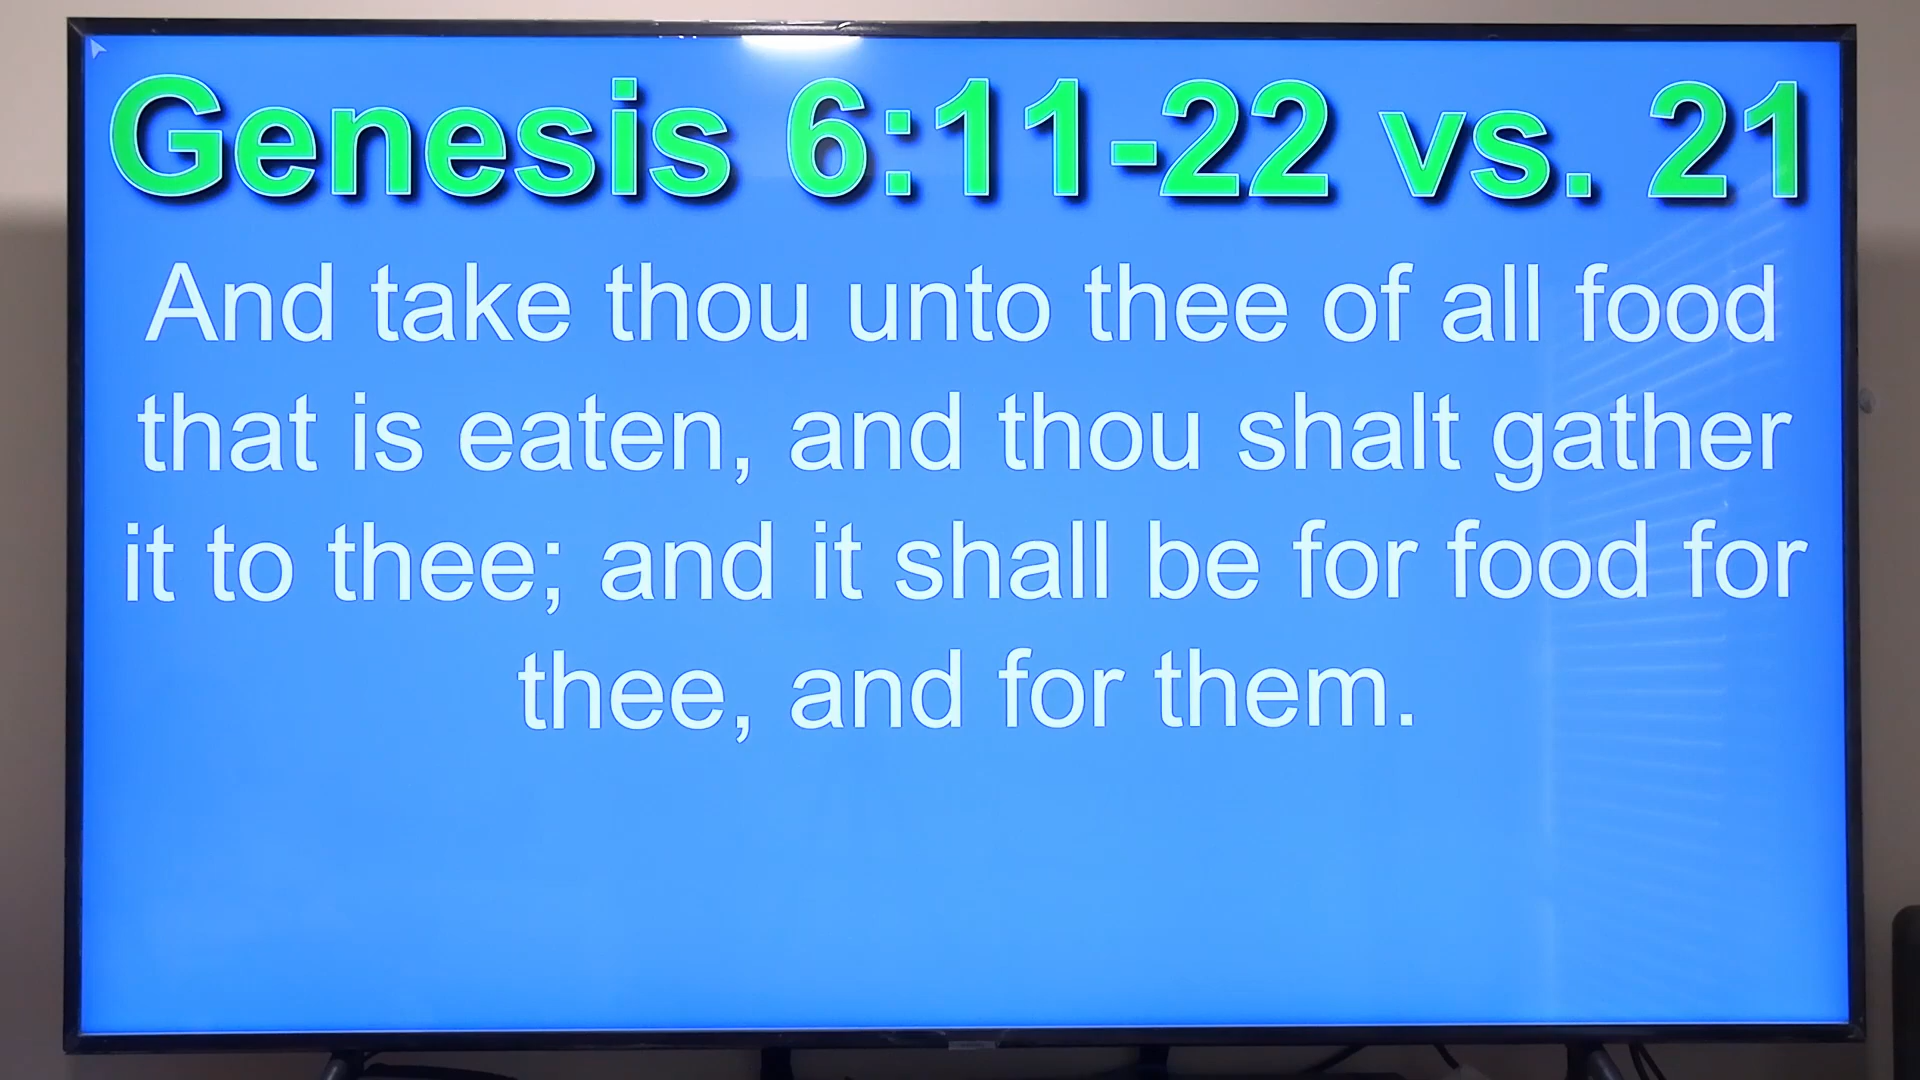 Genesis 6:11-22 vs. 21
And take thou unto thee of all food
that is eaten, and thou shalt gather
it to thee; and it shall be for food for
thee, and for them.